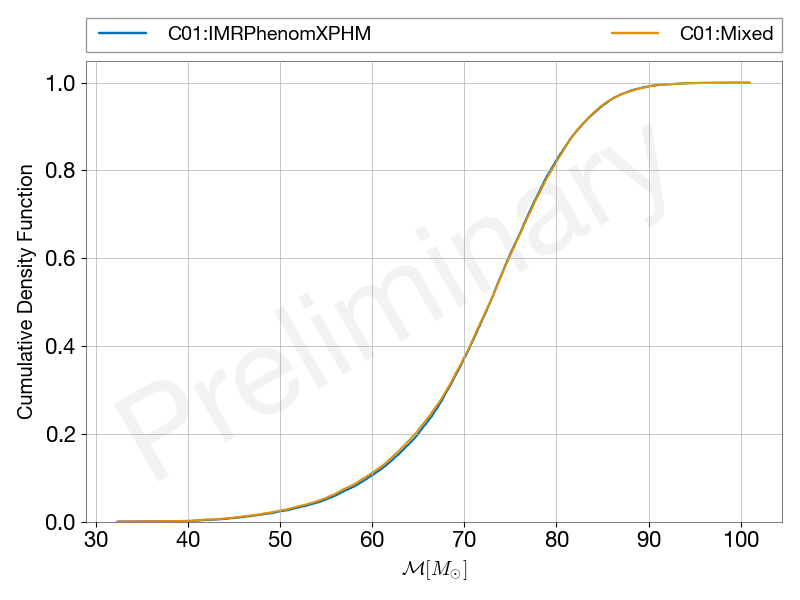 C01:IMRPhenomXPHM C01:Mixed
1.0
0.8
0.6
0.4
0.2
0.0
Cumulative Density Function
Preliminary
30 40 50 60 70 80 90 100
ℳ[M☉]